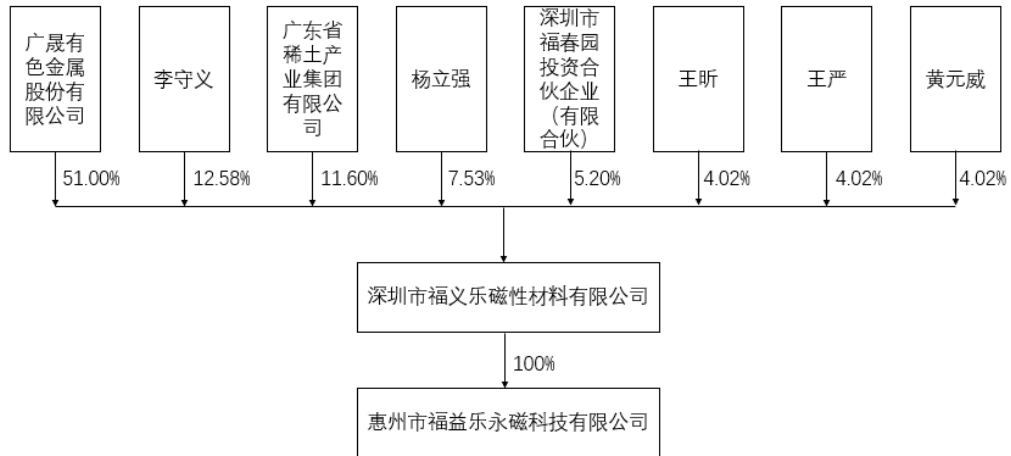 广晟有
色金属
股份有
限公司
李守义
广东省
稀土产
业集团
有限公
司
杨立强
深圳市
福春园
投资合
伙企业
（有限
合伙）
王昕
王严
黄元威
51.00%
12.58%
11.60%
7.53%
5.20%
4.02%
4.02%
4.02%
深圳市福义乐磁性材料有限公司
100%
惠州市福益乐永磁科技有限公司